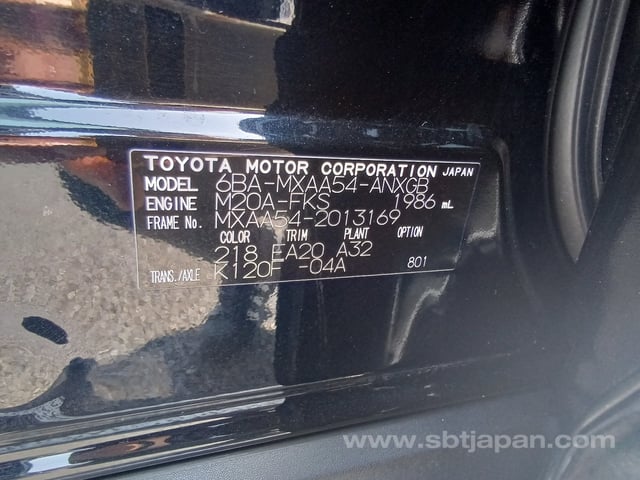 TOYOTA MOTOR CORPORATION JAPAN
MODEL 6BA-MXAA54-ANXGB
ENGINE M20A-FKS 1986 mL
FRAME No. MXAA54-2013169
COLOR TRIM PLANT OPTION
218 EA20 A32
TRANS./AXLE K120F -04A 801
www.sbtjapan.com